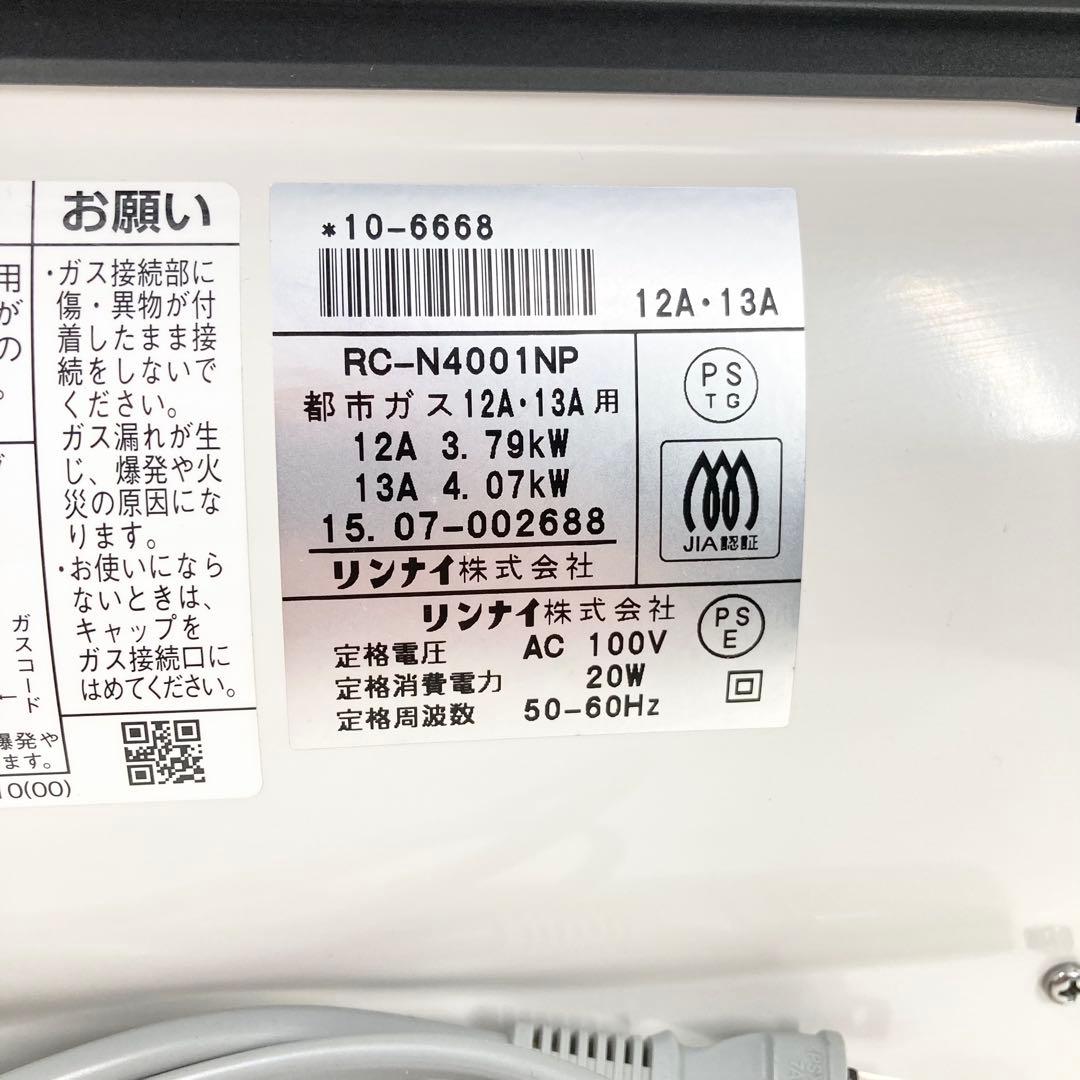 お願い
・ガス接続部に
傷・異物が付
着したまま接
続をしないで
ください。
ガス漏れが生
じ、爆発や火
災の原因にな
ります。
・お使いになら
ないときは、
キャップを
ガス接続口に
はめてください。
用
が
の
。
ガスコード
爆発や
ます。
10(00)
*10-6668
12A・13A
RC-N4001NP
都市ガス12A・13A用
12A 3.79kW
13A 4.07kW
15.07-002688
リンナイ株式会社
PS
TG
JIA認証
リンナイ株式会社
定格電圧 AC 100V
定格消費電力 20W
定格周波数 50-60Hz
PS
E